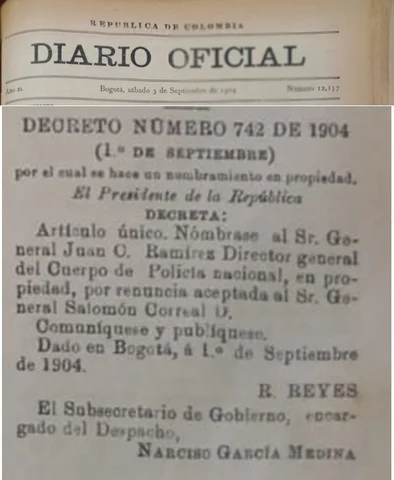 REPUBLICA DE COLOMBIA
DIARIO OFICIAL
Bogotá, sábado 3 de Septiembre de 1904
Número 12,137
DECRETO NÚMERO 742 DE 1904
(1.º DE SEPTIEMBRE)
por el cual se hace un nombramiento en propiedad.
El Presidente de la República
DECRETA:
Artículo único. Nómbrase al Sr. Ge-
neral Juan C. Ramírez Director general
del Cuerpo de Policía nacional, en pro-
piedad, por renuncia aceptada al Sr. Ge-
neral Salomón Correal D.
Comuníquese y publíquese.
Dado en Bogotá, á 1.º de Septiembre
de 1904.
R. REYES
El Subsecretario de Gobierno, encar-
gado del Despacho,
NARCISO GARCÍA MEDINA